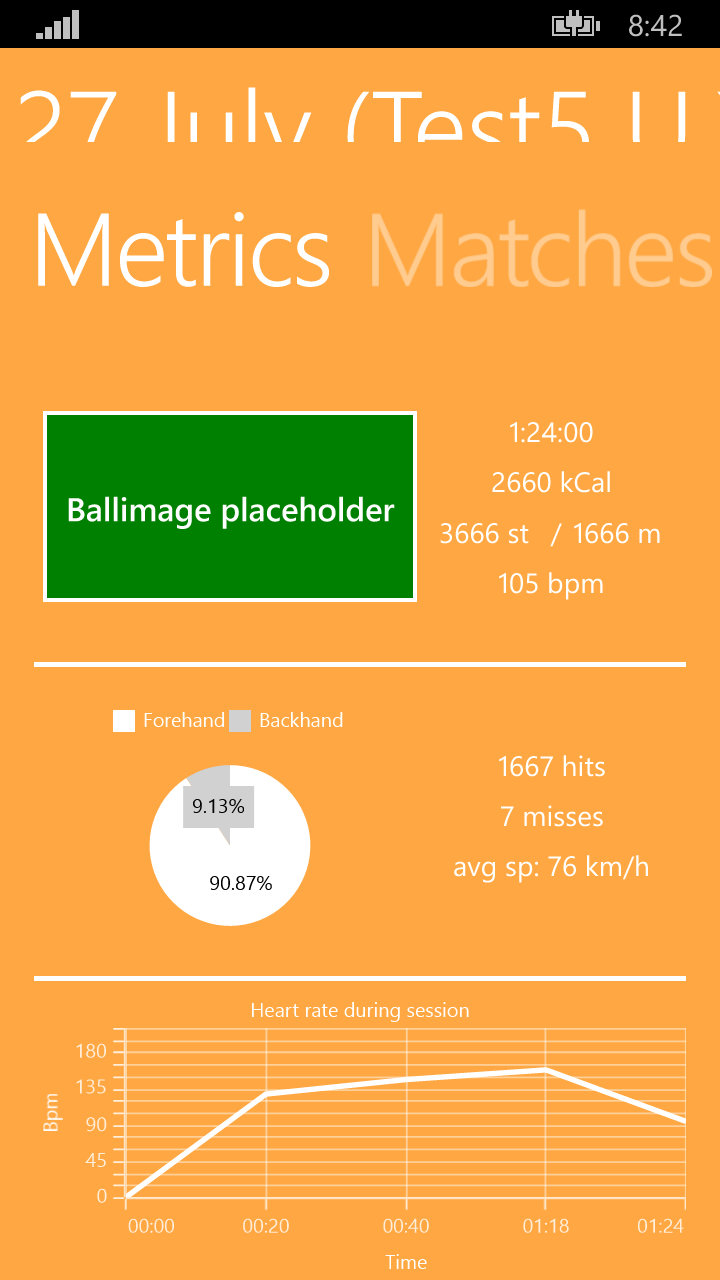 8:42
27 July (Test5
Metrics Matches
Ballimage placeholder
1:24:00
2660 kCal
3666 st / 1666 m
105 bpm
Forehand Backhand
9.13%
90.87%
1667 hits
7 misses
avg sp: 76 km/h
Heart rate during session
Bpm
180
135
90
45
0
00:00 00:20 00:40 01:18 01:24
Time